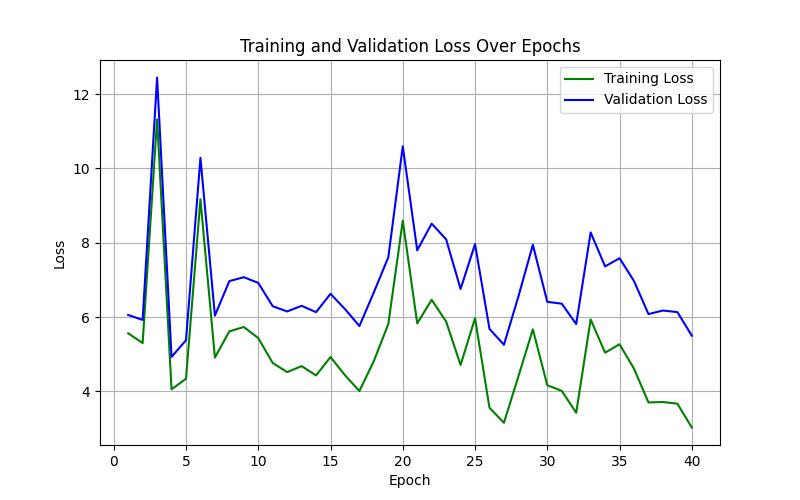 Training and Validation Loss Over Epochs
Training Loss
Validation Loss
Loss
12
10
8
6
4
0 5 10 15 20 25 30 35 40
Epoch